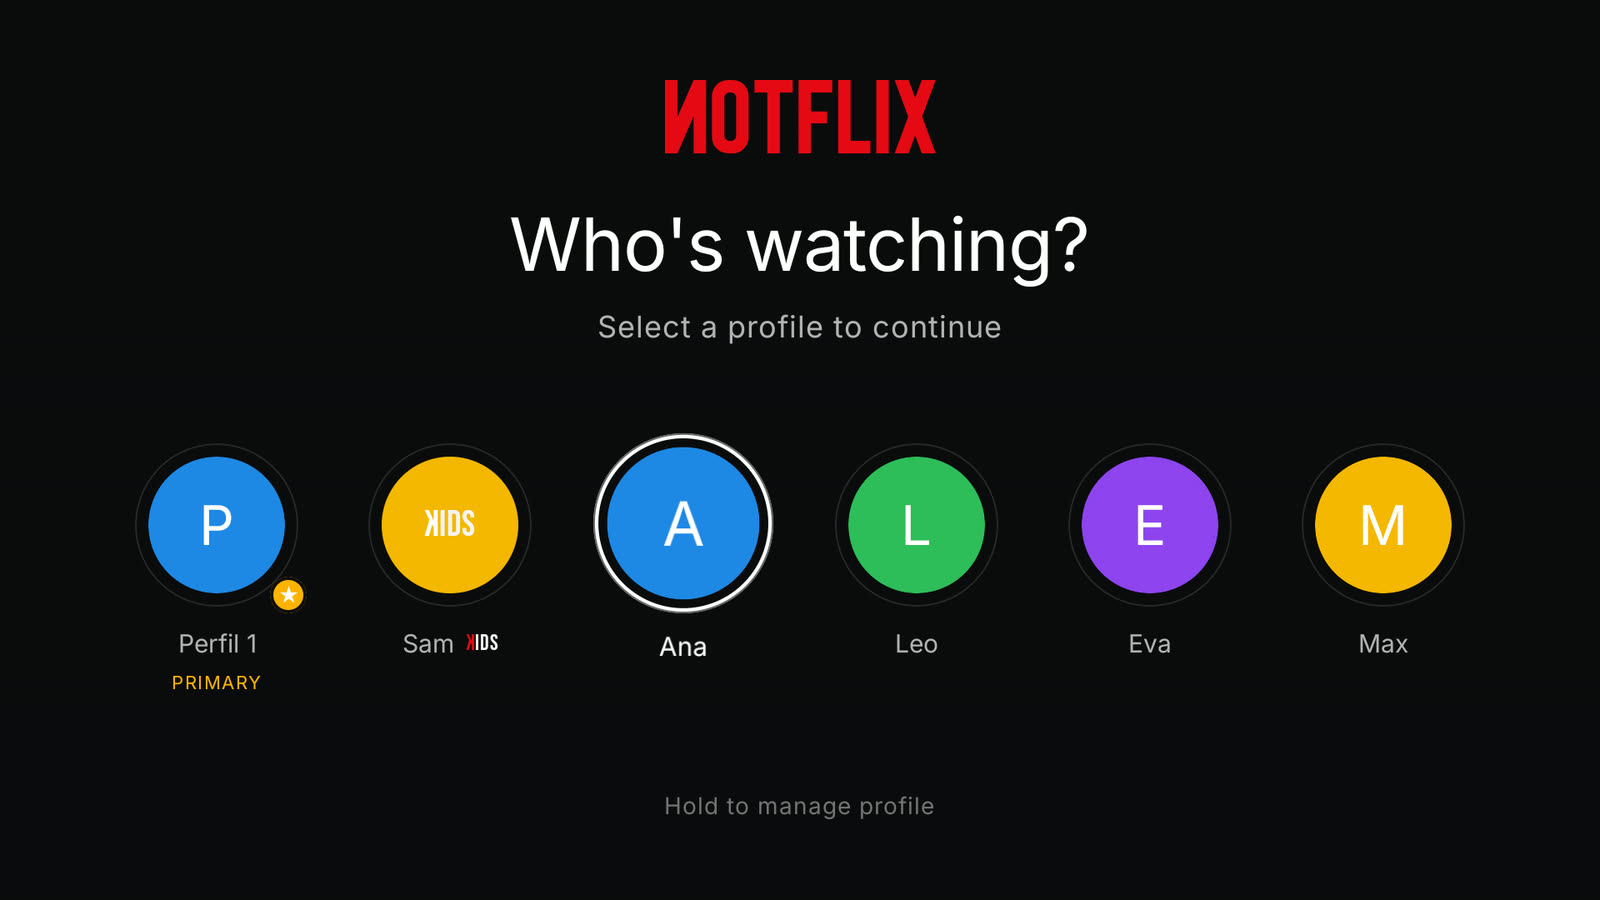 NOTFLIX
Who's watching?
Select a profile to continue
P
KIDS
A
L
E
M
Perfil 1
Sam KIDS
Ana
Leo
Eva
Max
PRIMARY
Hold to manage profile